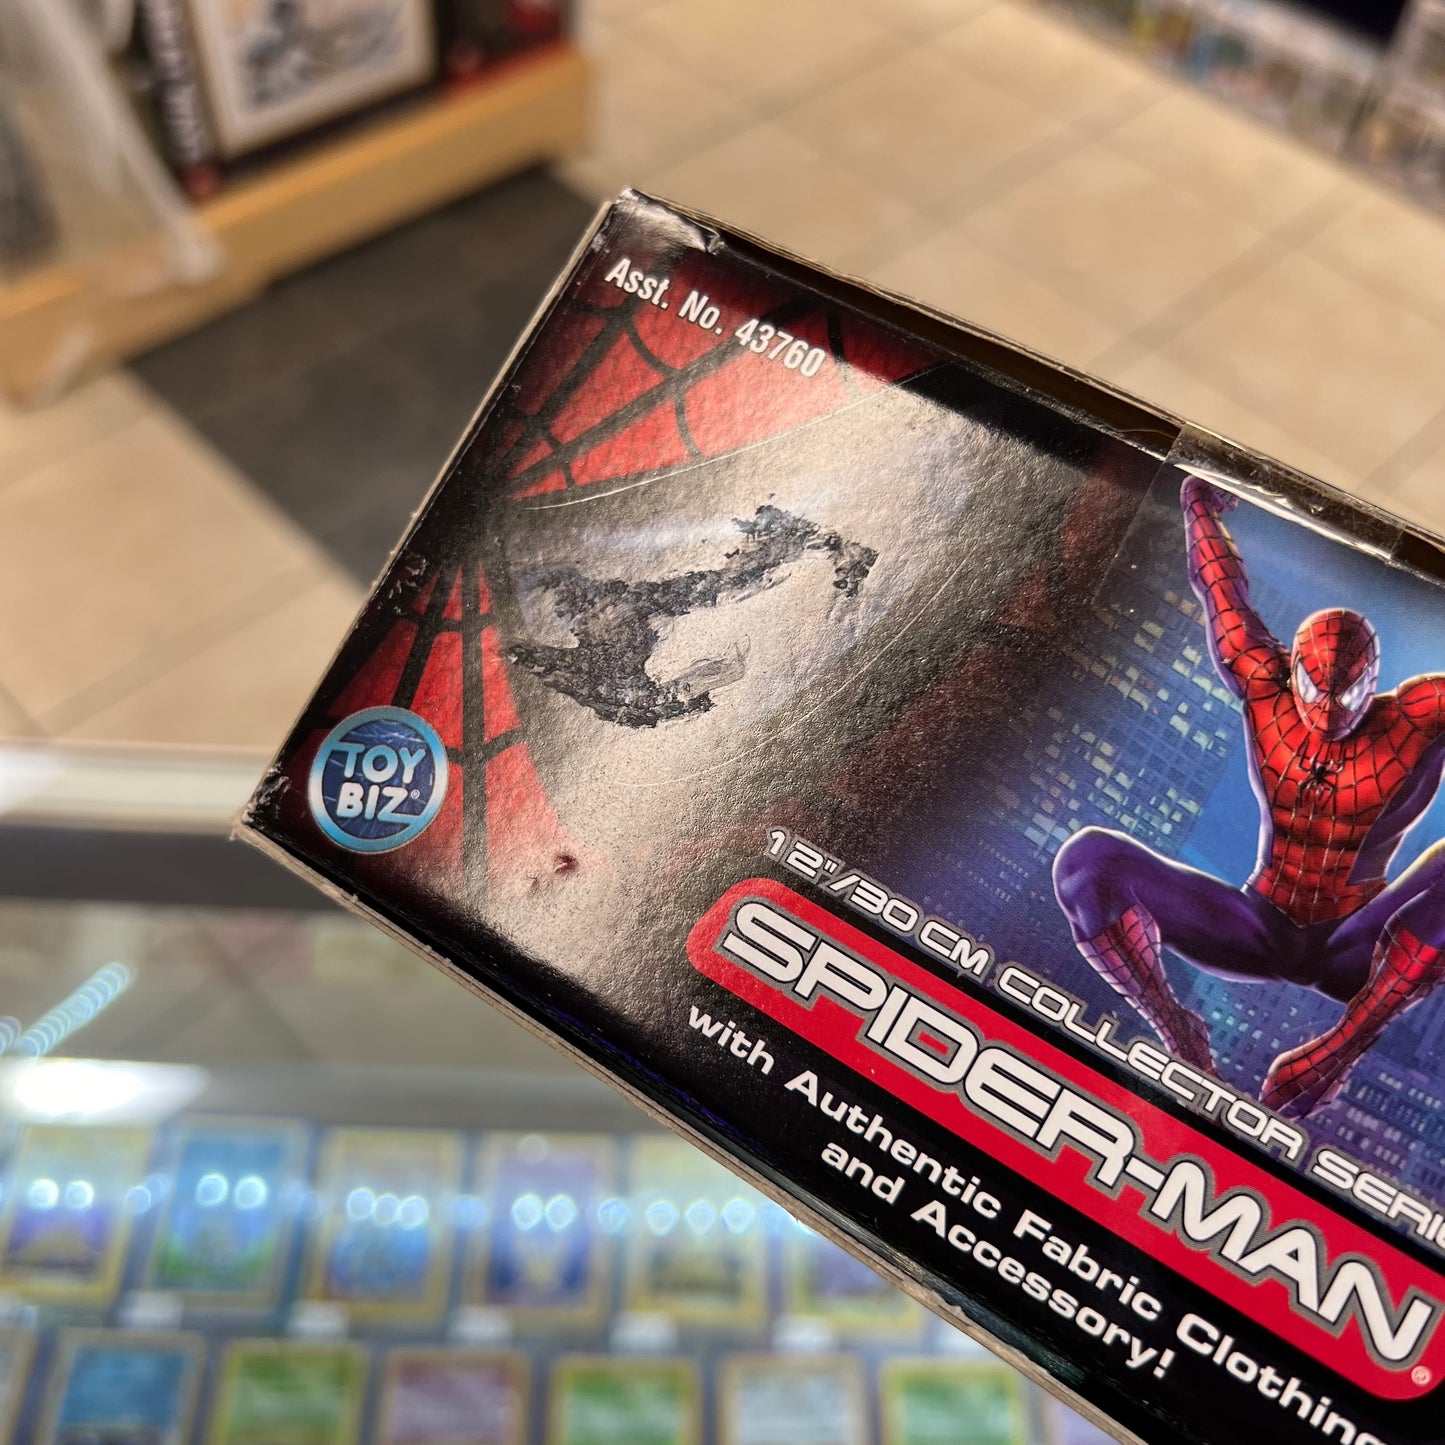 Asst. No. 43760
TOY
BIZ®
12"/30 CM COLLECTOR SERIE
SPIDER-MAN®
with Authentic Fabric Clothing
and Accessory!